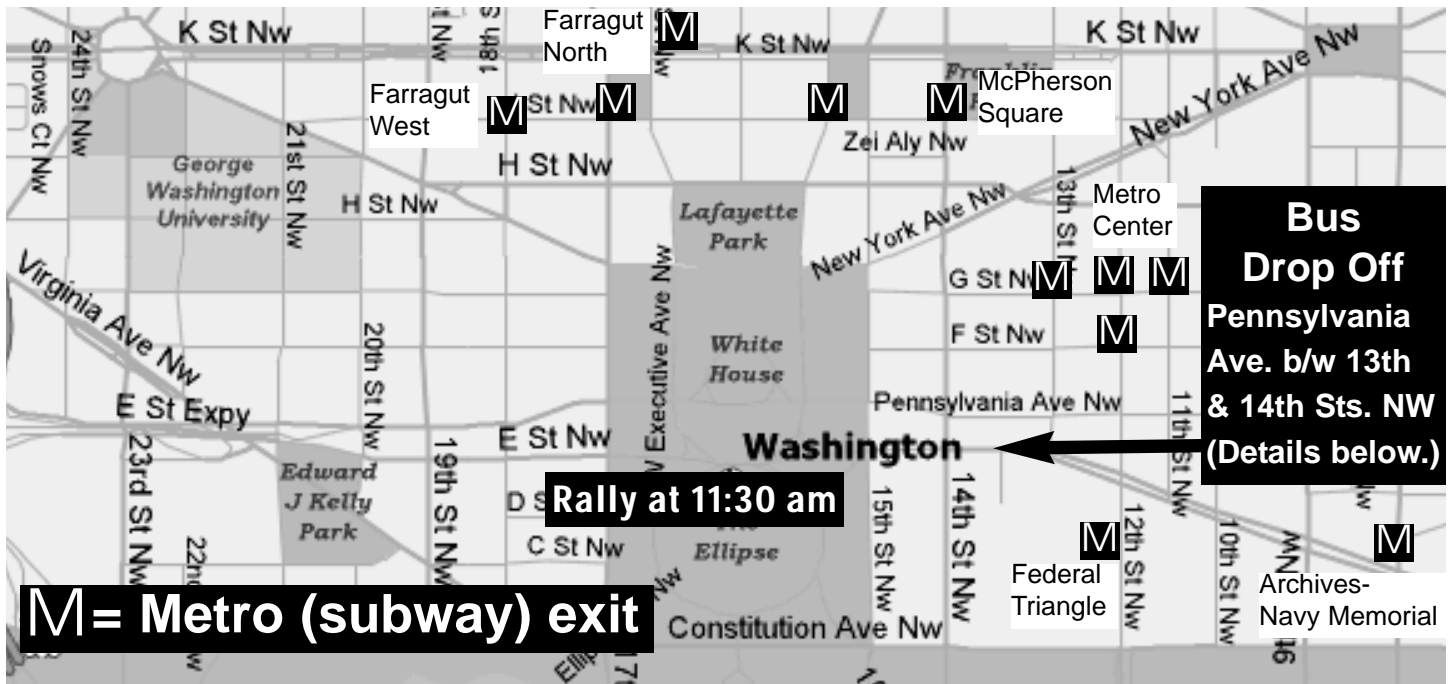 K St Nw
Farragut
North
M
K St Nw
K St Nw
24th St Nw
Snows Ct Nw
18th S
Farragut
West
M
St Nw
M
M
M
McPherson
Square
New York Ave Nw
Zei Aly Nw
George
Washington
University
21st St Nw
H St Nw
H St Nw
Lafayette
Park
New York Ave Nw
13th St N
Metro
Center
G St Nw
M
M
M
F St Nw
M
Bus
Drop Off
Pennsylvania
Ave. b/w 13th
& 14th Sts. NW
(Details below.)
Virginia Ave Nw
20th St Nw
Executive Ave Nw
White
House
Pennsylvania Ave Nw
11th St Nw
E St Expy
E St Nw
Washington
23rd St Nw
19th St Nw
Edward
J Kelly
Park
Rally at 11:30 am
D S
C St Nw
The
Ellipse
15th St Nw
14th St Nw
M
12th St Nw
10th St Nw
M
Federal
Triangle
Archives-
Navy Memorial
M= Metro (subway) exit
Constitution Ave Nw